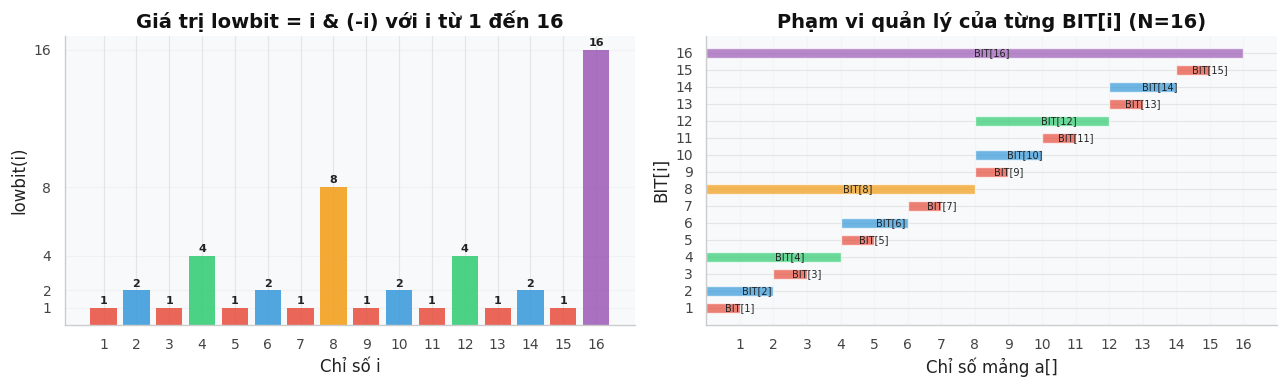 Giá trị lowbit = i & (-i) với i từ 1 đến 16
lowbit(i)
16
8
4
2
1
1
2
1
4
1
2
1
8
1
2
1
4
1
2
1
16
1 2 3 4 5 6 7 8 9 10 11 12 13 14 15 16
Chỉ số i
Phạm vi quản lý của từng BIT[i] (N=16)
BIT[i]
16 BIT[16]
15 BIT[15]
14 BIT[14]
13 BIT[13]
12 BIT[12]
11 BIT[11]
10 BIT[10]
9 BIT[9]
8 BIT[8]
7 BIT[7]
6 BIT[6]
5 BIT[5]
4 BIT[4]
3 BIT[3]
2 BIT[2]
1 BIT[1]
1 2 3 4 5 6 7 8 9 10 11 12 13 14 15 16
Chỉ số mảng a[]